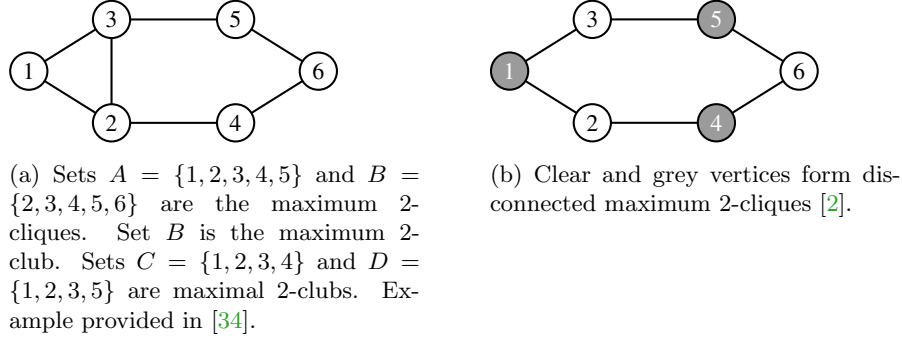 3 5
1 6
2 4
3 5
1 6
2 4
(a) Sets A = {1, 2, 3, 4, 5} and B =
{2, 3, 4, 5, 6} are the maximum 2-
cliques. Set B is the maximum 2-
club. Sets C = {1, 2, 3, 4} and D =
{1, 2, 3, 5} are maximal 2-clubs. Ex-
ample provided in [34].
(b) Clear and grey vertices form dis-
connected maximum 2-cliques [2].